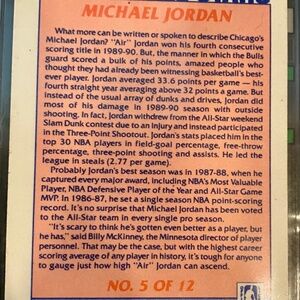 MICHAEL JORDAN
What more can be written or spoken to describe Chicago's
Michael Jordan? "Air" Jordan won his fourth consecutive
scoring title in 1989-90. But, the manner in which the Bulls
guard scored a bulk of his points, amazed people who
thought they had already been witnessing basketball's best-
ever player. Jordan averaged 33.6 points per game — his
fourth straight year averaging above 32 points a game. But
instead of the usual array of dunks and drives, Jordan did
most of his damage in 1989-90 season with outside
shooting. In fact, Jordan withdrew from the All-Star weekend
Slam Dunk contest due to an injury and instead participated
in the Three-Point Shootout. Jordan's stats placed him in the
top 30 NBA players in field-goal percentage, free-throw
percentage, three-point shooting and assists. He led the
league in steals (2.77 per game).
Probably Jordan's best season was in 1987-88, when he
captured every major award, including NBA's Most Valuable
Player, NBA Defensive Player of the Year and All-Star Game
MVP. In 1986-87, he set a single season NBA point-scoring
record. It's no surprise that Michael Jordan has been voted
to the All-Star team in every single pro season.
"It's scary to think he's gotten even better as a player, but
he has," said Billy McKinney, the Minnesota director of player
personnel. That may be the case, but with the highest career
scoring average of any player in history, it's tough for anyone
to gauge just how high "Air" Jordan can ascend.
NO. 5 OF 12